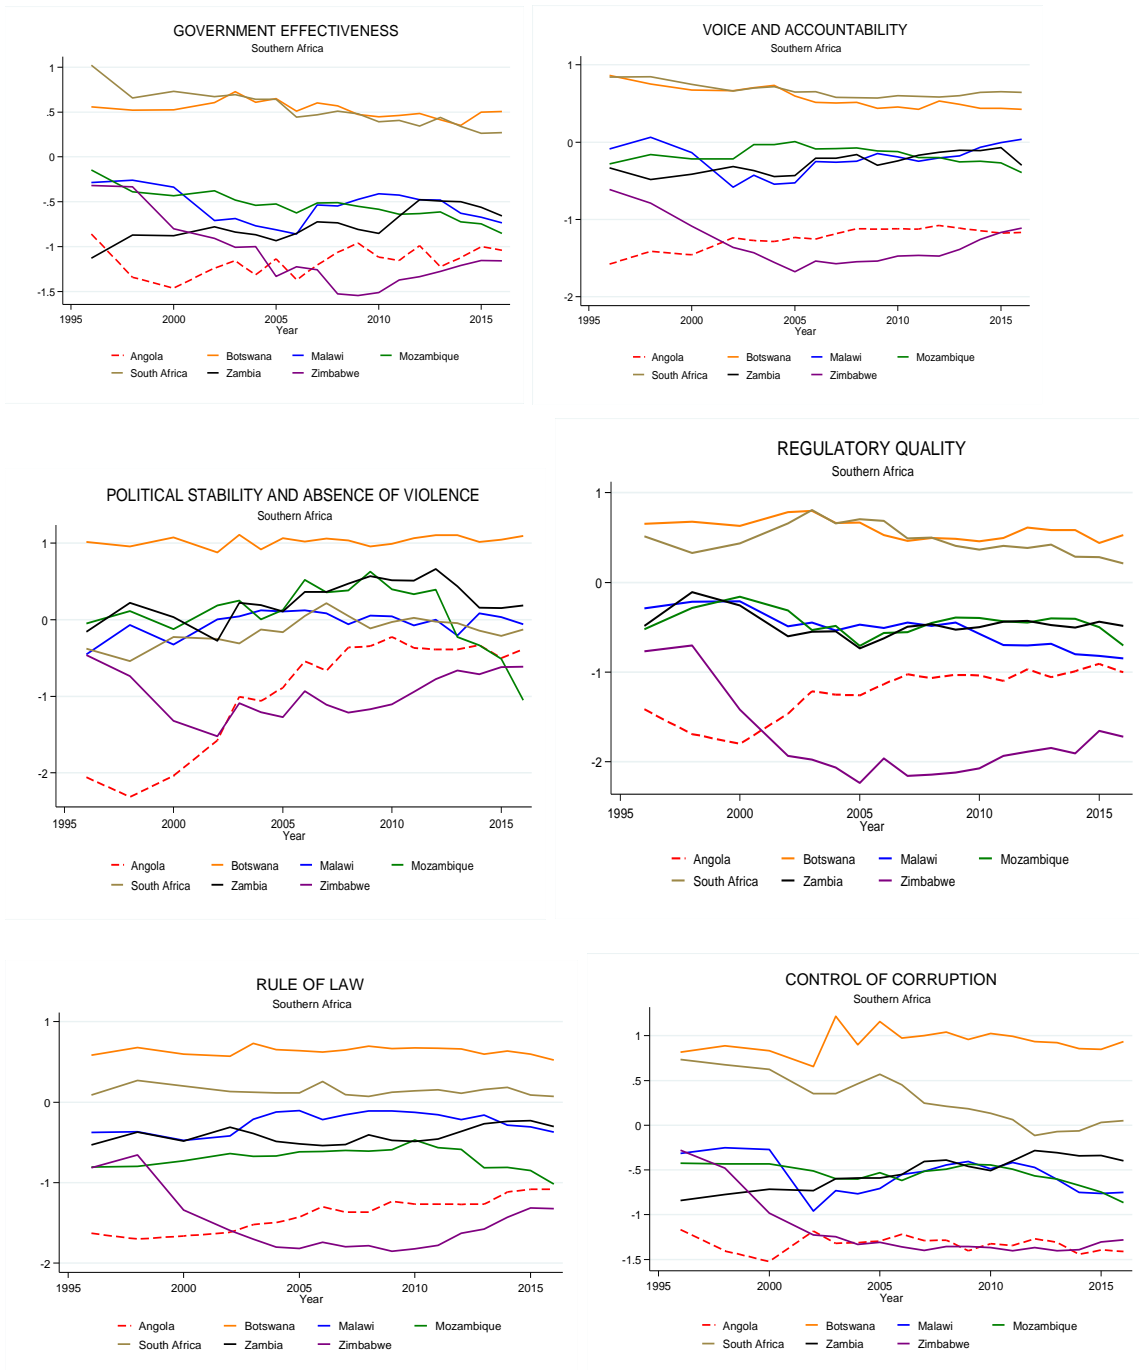 GOVERNMENT EFFECTIVENESS
Southern Africa
1
.5
0
-.5
-1
-1.5
1995 2000 2005 2010 2015
Year
Angola Botswana Malawi Mozambique
South Africa Zambia Zimbabwe
VOICE AND ACCOUNTABILITY
Southern Africa
1
0
-1
-2
1995 2000 2005 2010 2015
Year
Angola Botswana Malawi Mozambique
South Africa Zambia Zimbabwe
POLITICAL STABILITY AND ABSENCE OF VIOLENCE
Southern Africa
1
0
-1
-2
1995 2000 2005 2010 2015
Year
Angola Botswana Malawi Mozambique
South Africa Zambia Zimbabwe
REGULATORY QUALITY
Southern Africa
1
0
-1
-2
1995 2000 2005 2010 2015
Year
Angola Botswana Malawi Mozambique
South Africa Zambia Zimbabwe
RULE OF LAW
Southern Africa
1
0
-1
-2
1995 2000 2005 2010 2015
Year
Angola Botswana Malawi Mozambique
South Africa Zambia Zimbabwe
CONTROL OF CORRUPTION
Southern Africa
1
.5
0
-.5
-1
-1.5
1995 2000 2005 2010 2015
Year
Angola Botswana Malawi Mozambique
South Africa Zambia Zimbabwe